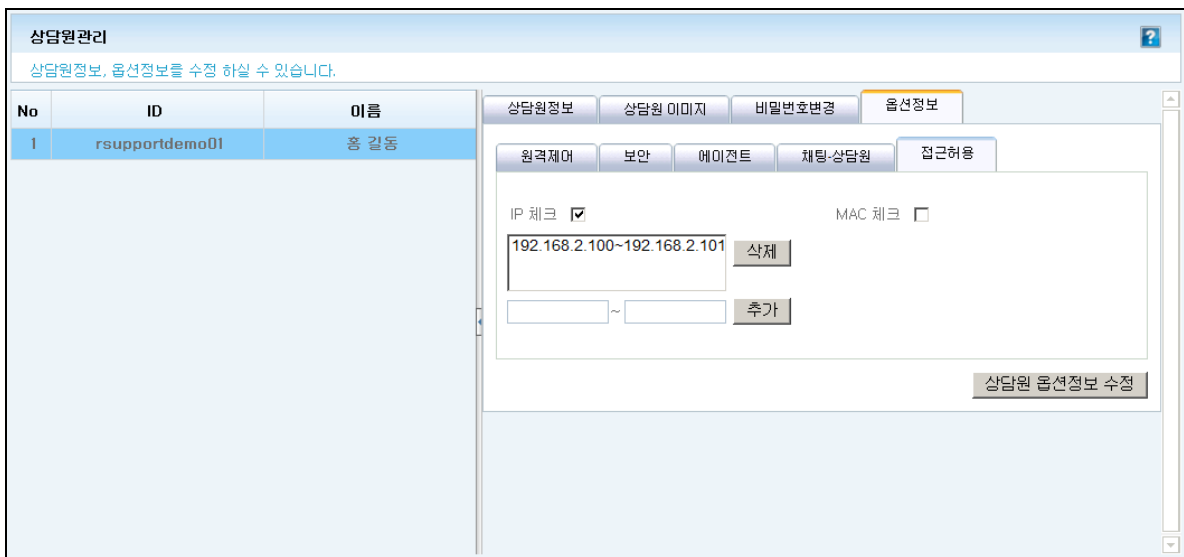 상담원관리
?
상담원정보, 옵션정보를 수정 하실 수 있습니다.
No ID 이름
1 rsupportdemo01 홍 길동
상담원정보 상담원 이미지 비밀번호변경 옵션정보
원격제어 보안 에이전트 채팅-상담원 접근허용
IP 체크 MAC 체크
192.168.2.100~192.168.2.101
삭제
~ 추가
상담원 옵션정보 수정